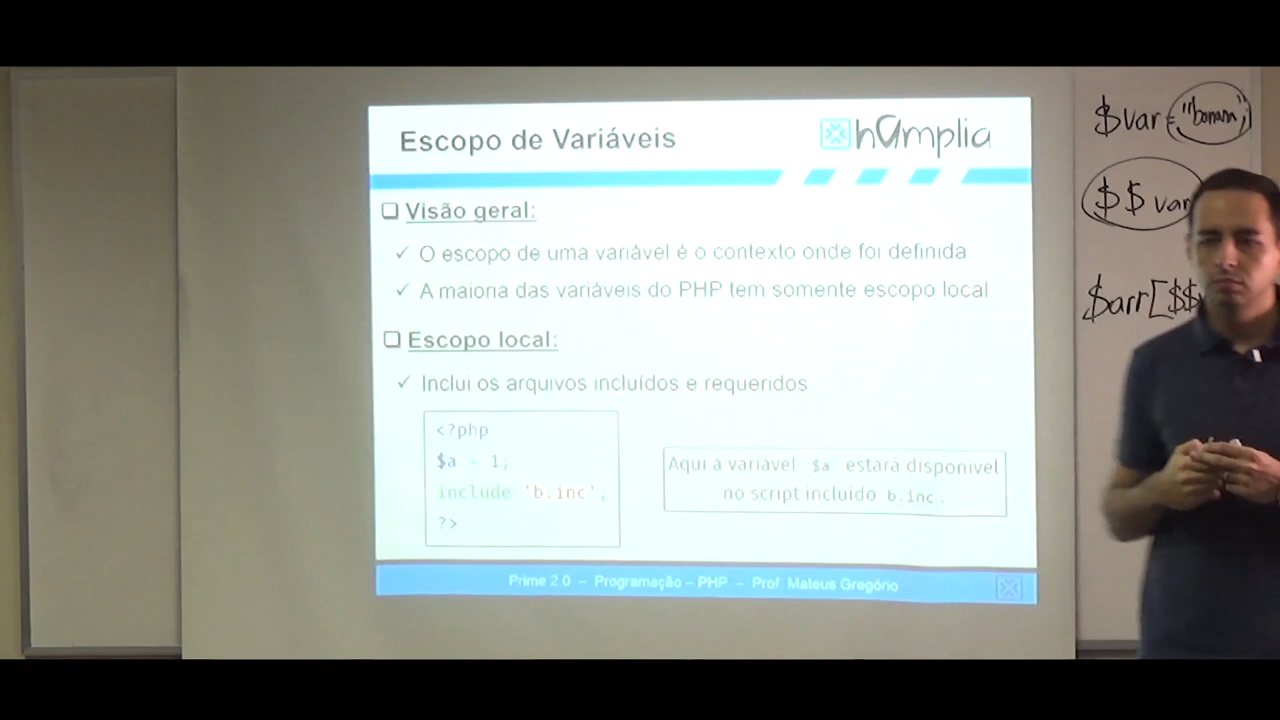 Escopo de Variáveis
hamplia
Visão geral:
O escopo de uma variável é o contexto onde foi definida
A maioria das variáveis do PHP tem somente escopo local
Escopo local:
Inclui os arquivos incluídos e requeridos
<?php
$a = 1;
include 'b.inc';
?>
Aqui a variável $a estará disponível
no script incluído b.inc.
Prime 2.0 – Programação – PHP – Prof. Mateus Gregório
$var =
$$var
$arr[$$